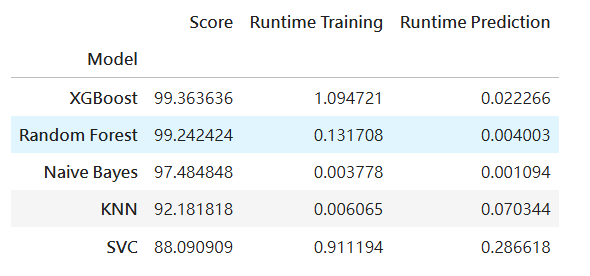 Score Runtime Training Runtime Prediction
Model
XGBoost 99.363636 1.094721 0.022266
Random Forest 99.242424 0.131708 0.004003
Naive Bayes 97.484848 0.003778 0.001094
KNN 92.181818 0.006065 0.070344
SVC 88.090909 0.911194 0.286618